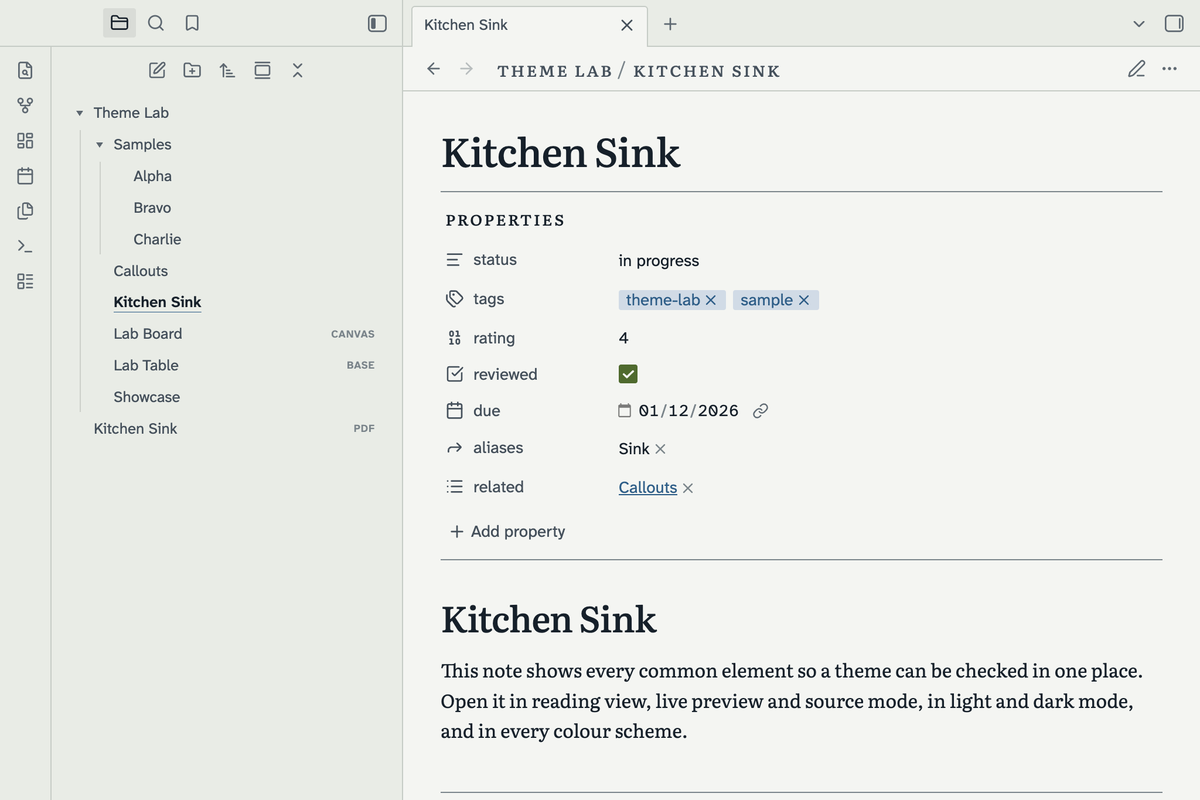 Kitchen Sink
THEME LAB / KITCHEN SINK
Theme Lab
Samples
Alpha
Bravo
Charlie
Callouts
Kitchen Sink
Lab Board CANVAS
Lab Table BASE
Showcase
Kitchen Sink PDF
Kitchen Sink
PROPERTIES
status in progress
tags theme-lab sample
rating 4
reviewed
due 01/12/2026
aliases Sink
related Callouts
Add property
Kitchen Sink
This note shows every common element so a theme can be checked in one place.
Open it in reading view, live preview and source mode, in light and dark mode,
and in every colour scheme.